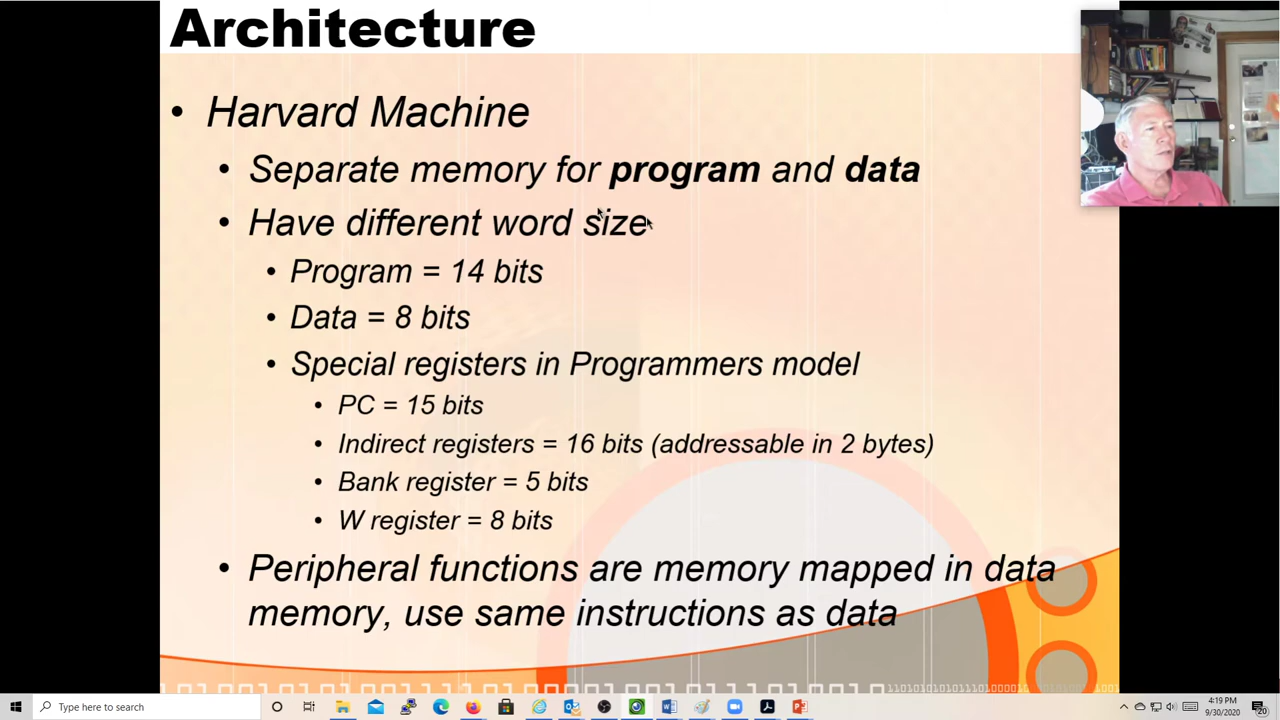 Architecture
• Harvard Machine
• Separate memory for program and data
• Have different word size
• Program = 14 bits
• Data = 8 bits
• Special registers in Programmers model
• PC = 15 bits
• Indirect registers = 16 bits (addressable in 2 bytes)
• Bank register = 5 bits
• W register = 8 bits
• Peripheral functions are memory mapped in data
memory, use same instructions as data
Type here to search
4:19 PM
9/30/2020
20